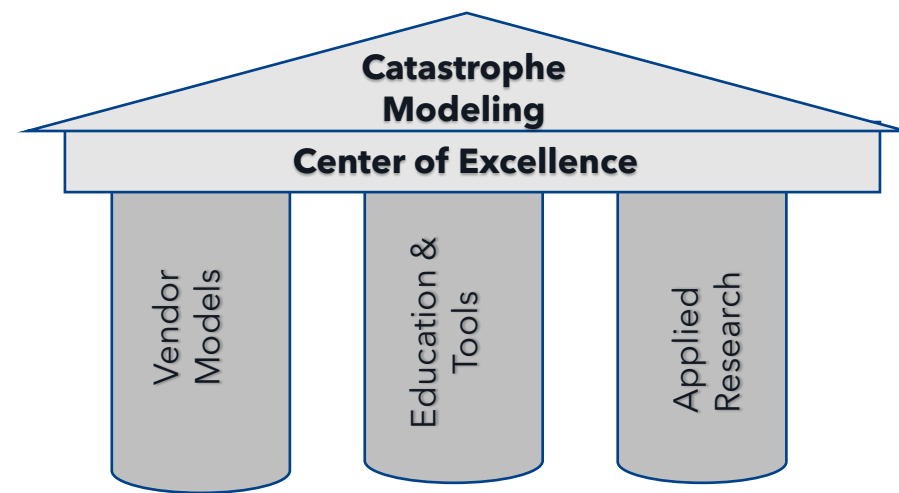 Catastrophe
Modeling
Center of Excellence
Vendor
Models
Education &
Tools
Applied
Research